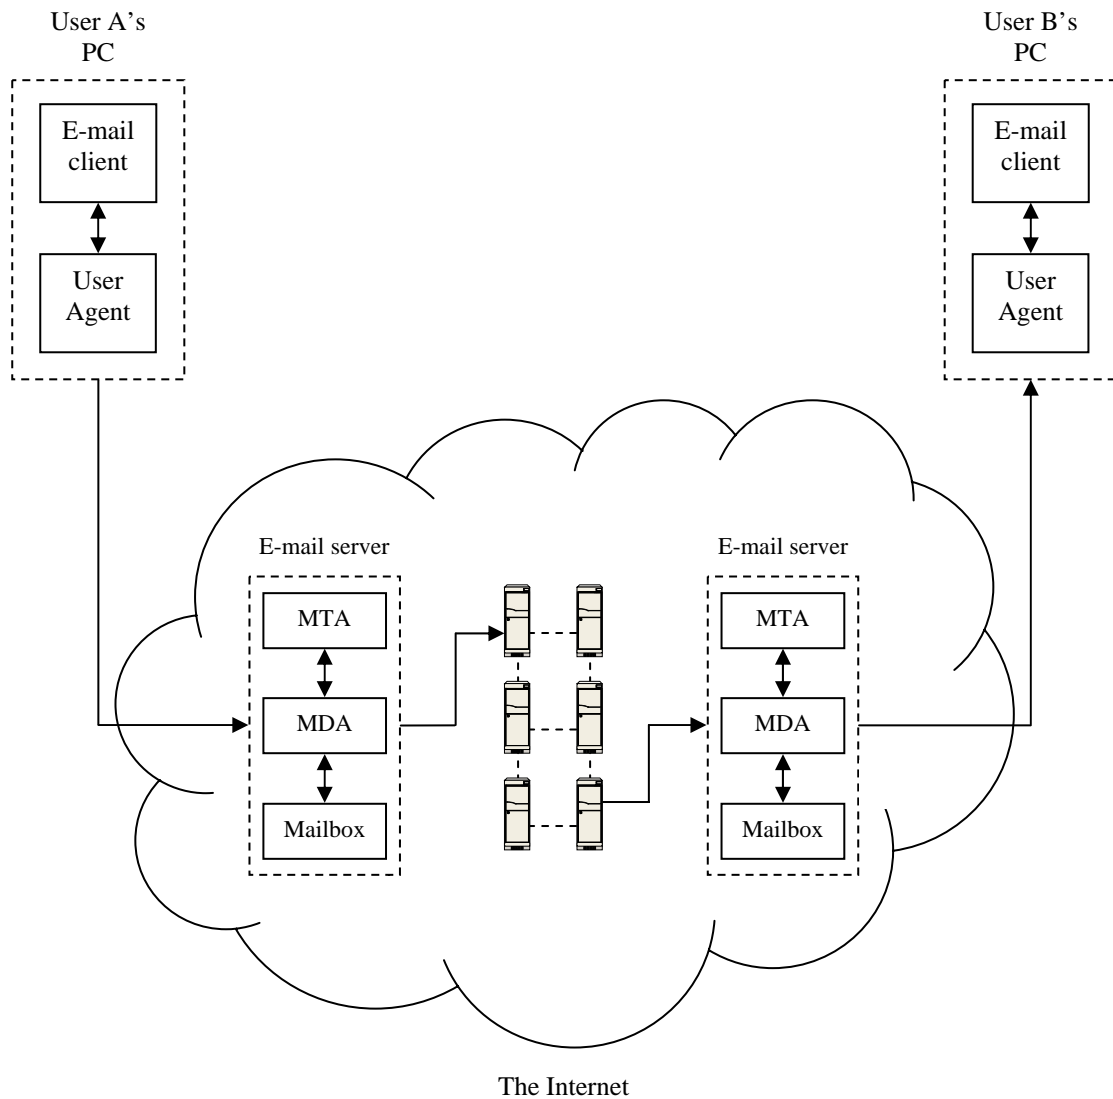 User A’s
PC
User B’s
PC
E-mail
client
User
Agent
E-mail
client
User
Agent
E-mail server
MTA
MDA
Mailbox
E-mail server
MTA
MDA
Mailbox
The Internet